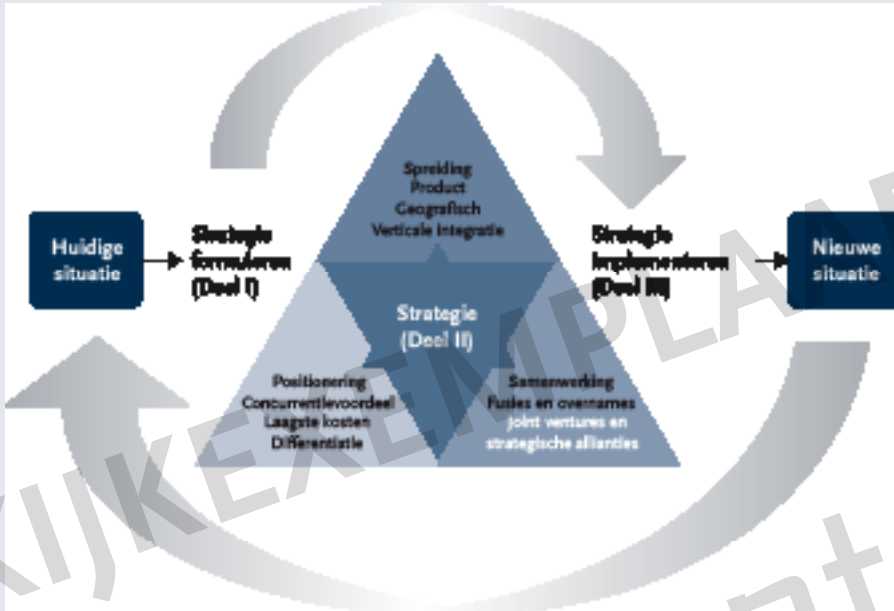 Huidige
situatie
Strategie
formuleren
(Deel I)
Spreiding
Product
Geografisch
Verticale integratie
Strategie
(Deel II)
Positionering
Concurrentievoordeel
Laagste kosten
Differentiatie
Samenwerking
Fusies en overnames
Joint ventures en
strategische allianties
Strategie
implementeren
(Deel III)
Nieuwe
situatie
KIJKEXEMPLAAR